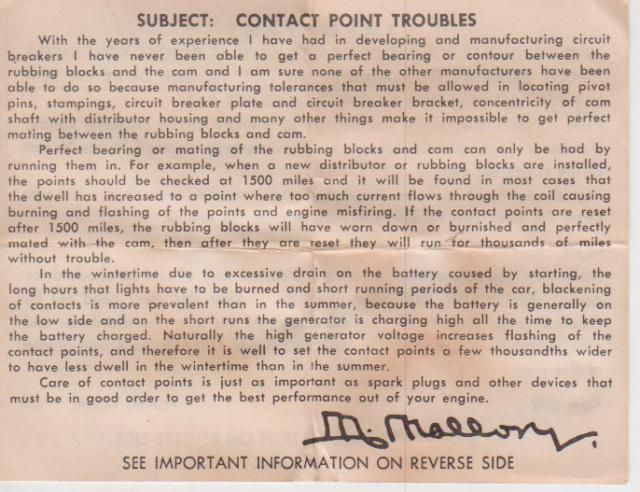 SUBJECT: CONTACT POINT TROUBLES
With the years of experience I have had in developing and manufacturing circuit
breakers I have never been able to get a perfect bearing or contour between the
rubbing blocks and the cam and I am sure none of the other manufacturers have been
able to do so because manufacturing tolerances that must be allowed in locating pivot
pins, stampings, circuit breaker plate and circuit breaker bracket, concentricity of cam
shaft with distributor housing and many other things make it impossible to get perfect
mating between the rubbing blocks and cam.
Perfect bearing or mating of the rubbing blocks and cam can only be had by
running them in. For example, when a new distributor or rubbing blocks are installed,
the points should be checked at 1500 miles and it will be found in most cases that
the dwell has increased to a point where too much current flows through the coil causing
burning and flashing of the points and engine misfiring. If the contact points are reset
after 1500 miles, the rubbing blocks will have worn down or burnished and perfectly
mated with the cam, then after they are reset they will run for thousands of miles
without trouble.
In the wintertime due to excessive drain on the battery caused by starting, the
long hours that lights have to be burned and short running periods of the car, blackening
of contacts is more prevalent than in the summer, because the battery is generally on
the low side and on the short runs the generator is charging high all the time to keep
the battery charged. Naturally the high generator voltage increases flashing of the
contact points, and therefore it is well to set the contact points a few thousandths wider
to have less dwell in the wintertime than in the summer.
Care of contact points is just as important as spark plugs and other devices that
must be in good order to get the best performance out of your engine.
M. Mallory.
SEE IMPORTANT INFORMATION ON REVERSE SIDE